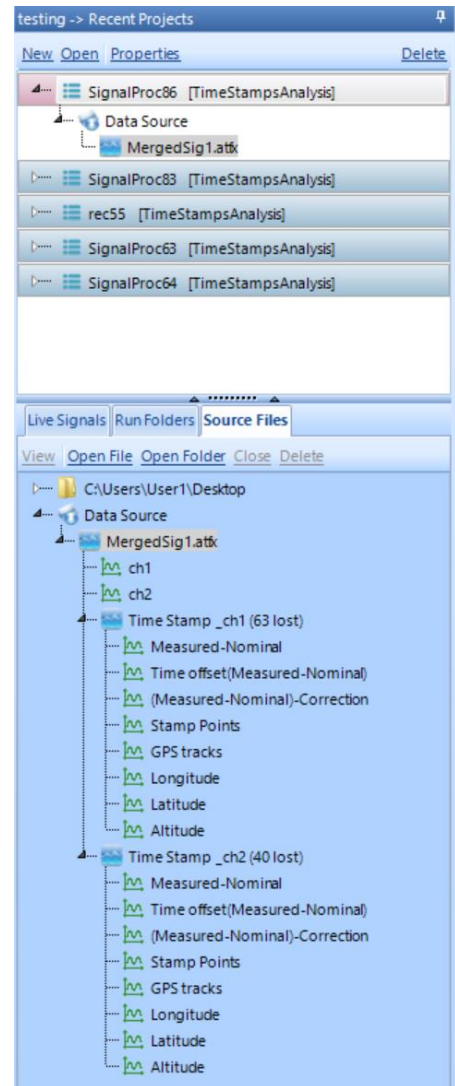 testing -> Recent Projects
New Open Properties Delete
SignalProc86 [TimeStampsAnalysis]
Data Source
MergedSig1.atfx
SignalProc83 [TimeStampsAnalysis]
rec55 [TimeStampsAnalysis]
SignalProc63 [TimeStampsAnalysis]
SignalProc64 [TimeStampsAnalysis]
Live Signals Run Folders Source Files
View Open File Open Folder Close Delete
C:\Users\User1\Desktop
Data Source
MergedSig1.atfx
ch1
ch2
Time Stamp _ch1 (63 lost)
Measured-Nominal
Time offset(Measured-Nominal)
(Measured-Nominal)-Correction
Stamp Points
GPS tracks
Longitude
Latitude
Altitude
Time Stamp _ch2 (40 lost)
Measured-Nominal
Time offset(Measured-Nominal)
(Measured-Nominal)-Correction
Stamp Points
GPS tracks
Longitude
Latitude
Altitude